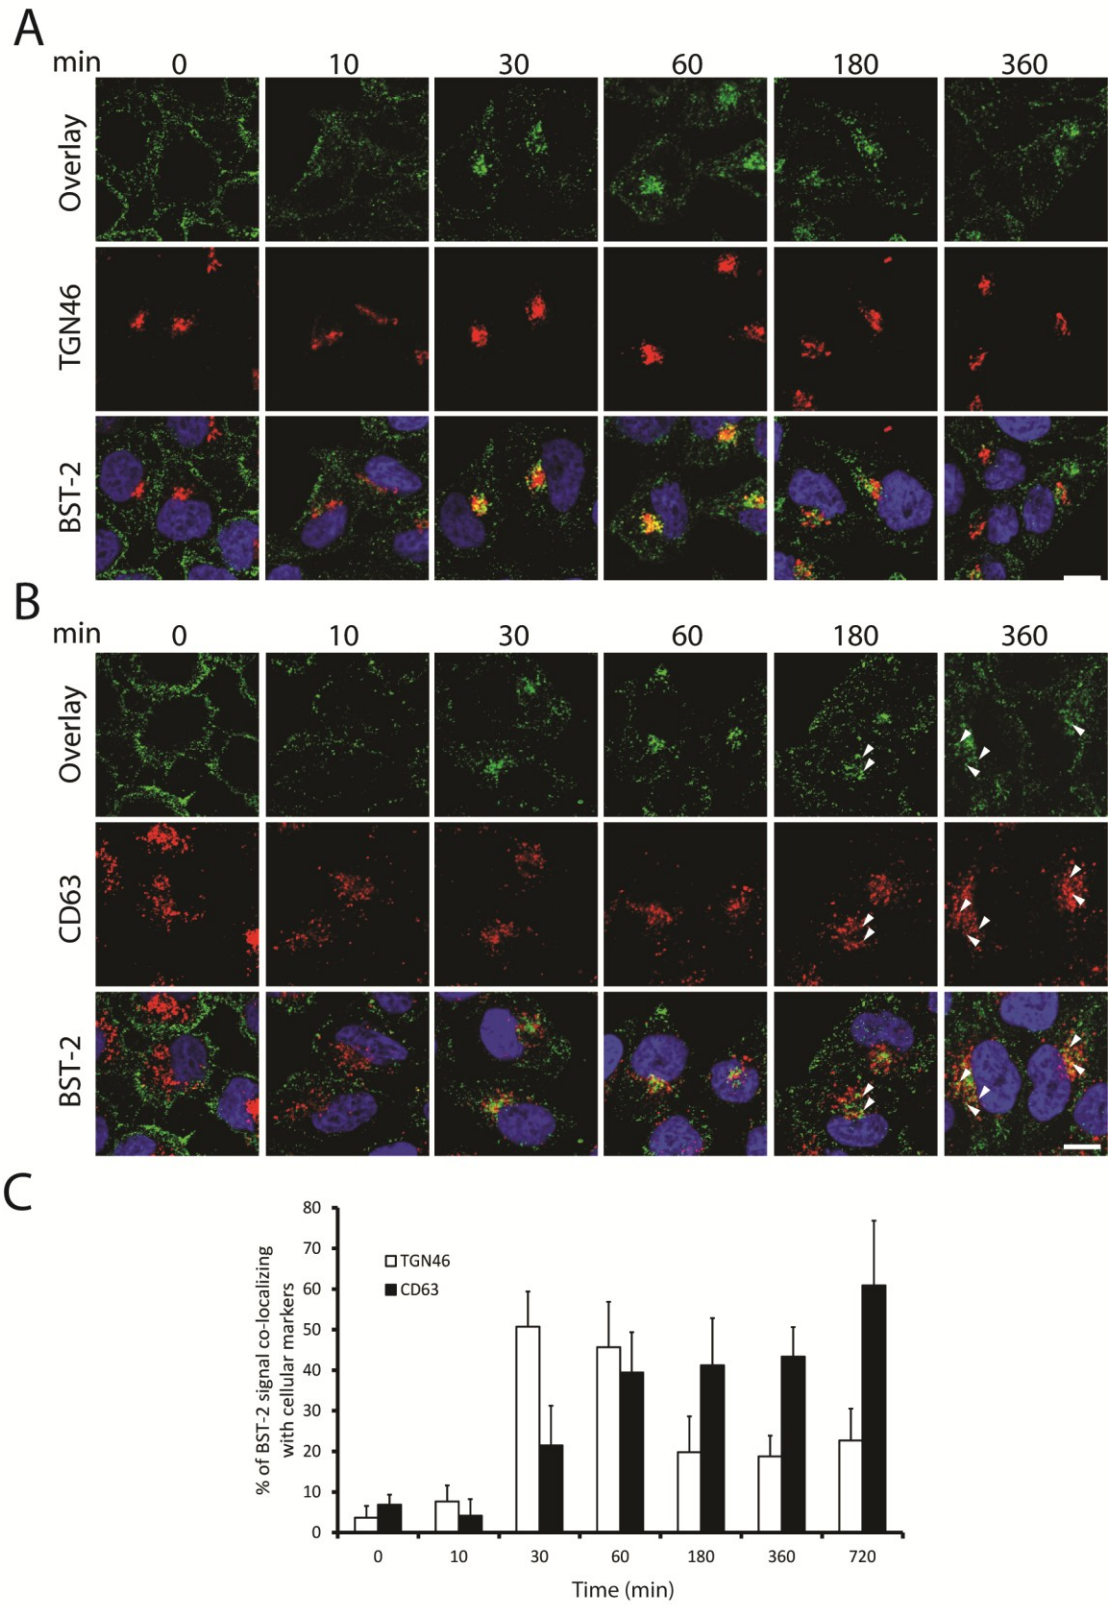 A
min 0 10 30 60 180 360
Overlay
TGN46
BST-2
B
min 0 10 30 60 180 360
Overlay
CD63
BST-2
C
% of BST-2 signal co-localizing
with cellular markers
80
70
60
50
40
30
20
10
0
TGN46
CD63
0 10 30 60 180 360 720
Time (min)